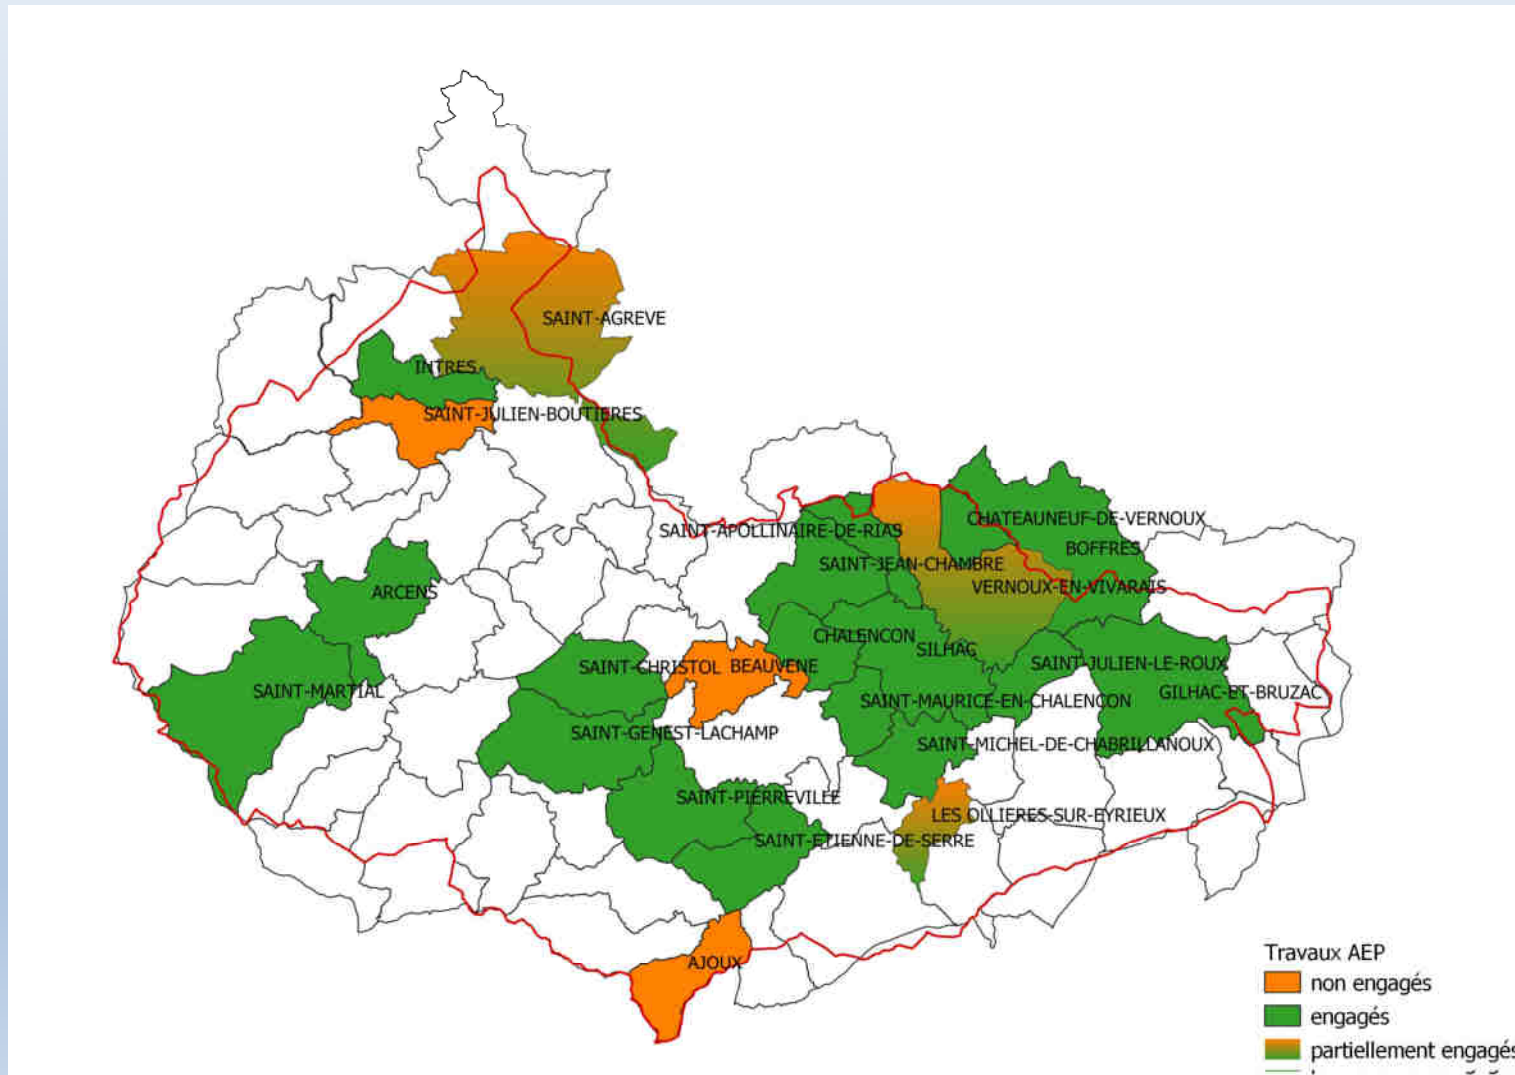 SAINT-AGREVE
INTRES
SAINT-JULIEN-BOUTIERES
SAINT-APOLLINAIRE-DE-RIAS
CHATEAUNEUF-DE-VERNOUX
BOFFRES
SAINT-JEAN-CHAMBRE
VERNOUX-EN-VIVARAIS
ARCENS
CHALENCON
SILHAC
SAINT-CHRISTOL
BEAUVENE
SAINT-JULIEN-LE-ROUX
SAINT-MARTIAL
GILHAC-ET-BRUZAC
SAINT-MAURICE-EN-CHALENCON
SAINT-GENEST-LACHAMP
SAINT-MICHEL-DE-CHABRILLANOUX
SAINT-PIERREVILLE
LES OLLIERES-SUR-EYRIEUX
SAINT-ETIENNE-DE-SERRE
AJOUX
Travaux AEP
non engagés
engagés
partiellement engagés